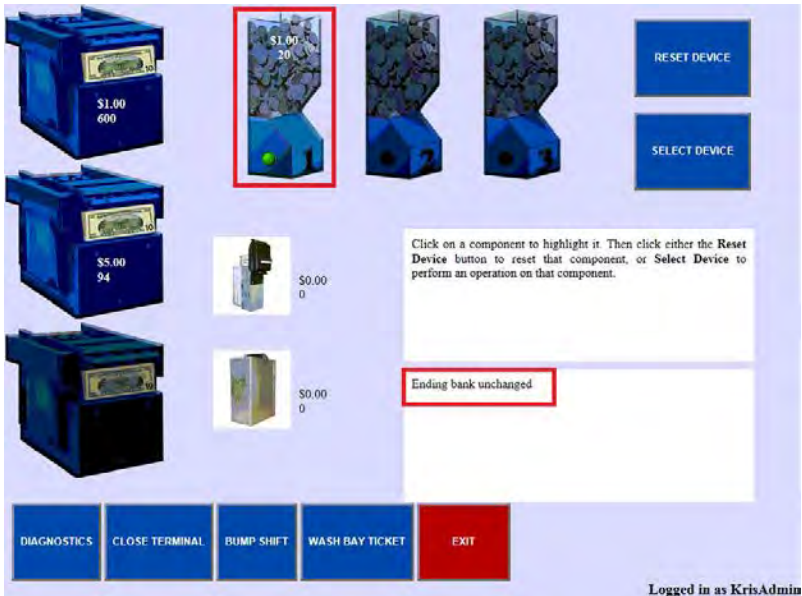 $1.00
600
$1.00
20
1
2
3
RESET DEVICE
SELECT DEVICE
$5.00
94
$0.00
0
Click on a component to highlight it. Then click either the Reset
Device button to reset that component, or Select Device to
perform an operation on that component.
$0.00
0
Ending bank unchanged
DIAGNOSTICS
CLOSE TERMINAL
BUMP SHIFT
WASH BAY TICKET
EXIT
Logged in as KrisAdmin